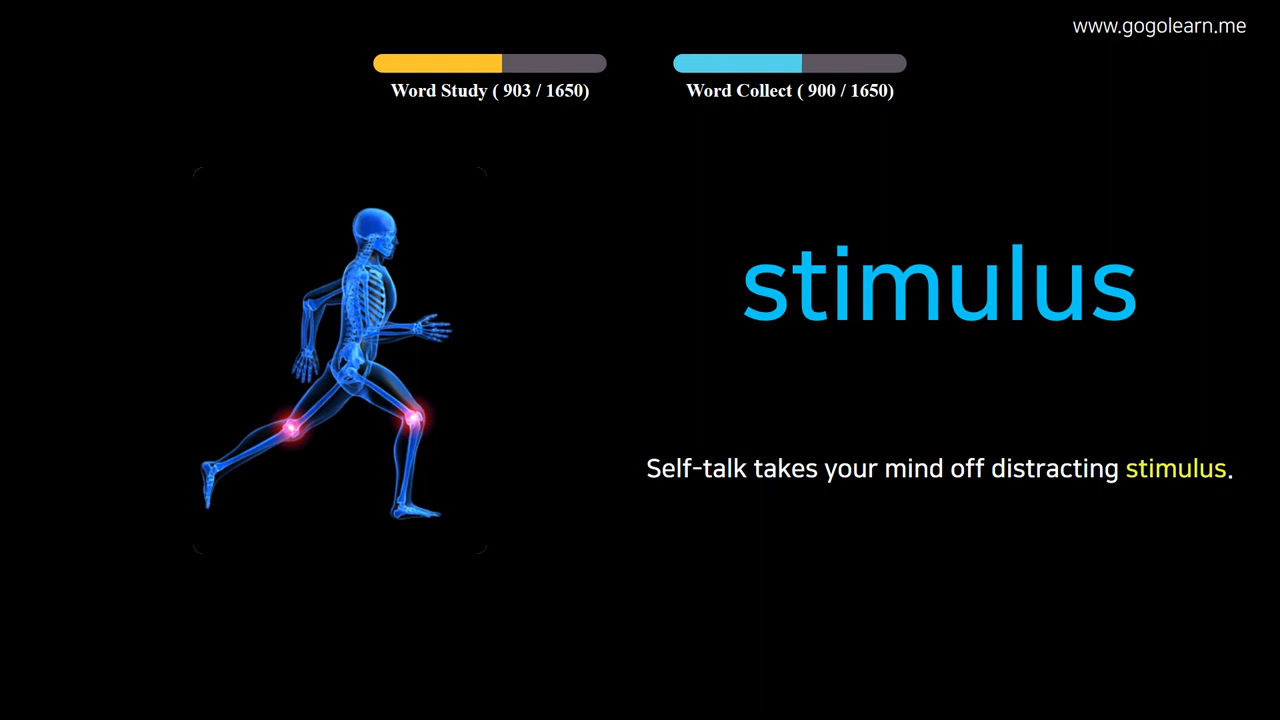 www.gogolearn.me
Word Study ( 903 / 1650)
Word Collect ( 900 / 1650)
stimulus
Self-talk takes your mind off distracting stimulus.